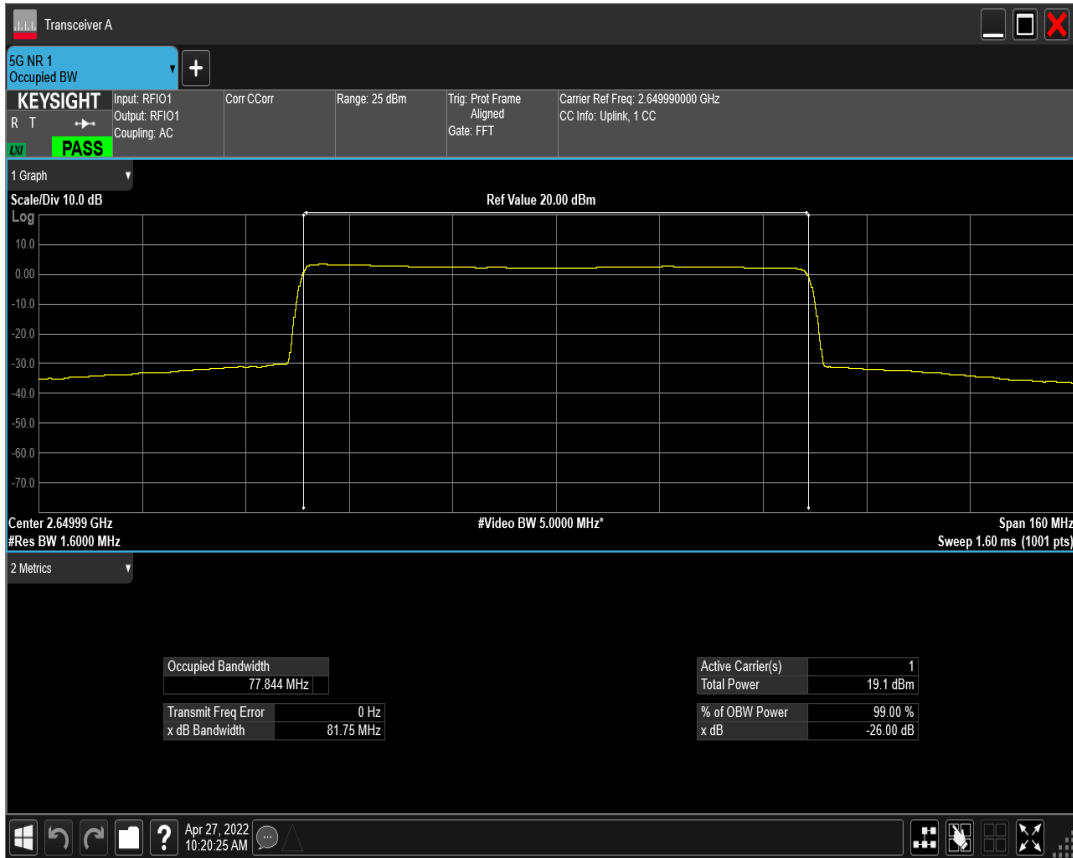 Transceiver A
5G NR 1
Occupied BW
KEYSIGHT
R T
LXI
PASS
Input: RFIO1
Output: RFIO1
Coupling: AC
Corr CCorr
Range: 25 dBm
Trig: Prot Frame
Aligned
Gate: FFT
Carrier Ref Freq: 2.649990000 GHz
CC Info: Uplink, 1 CC
1 Graph
Scale/Div 10.0 dB
Ref Value 20.00 dBm
Log
10.0
0.00
-10.0
-20.0
-30.0
-40.0
-50.0
-60.0
-70.0
Center 2.64999 GHz
#Video BW 5.0000 MHz*
Span 160 MHz
#Res BW 1.6000 MHz
Sweep 1.60 ms (1001 pts)
2 Metrics
Occupied Bandwidth
77.844 MHz
Transmit Freq Error 0 Hz
x dB Bandwidth 81.75 MHz
Active Carrier(s) 1
Total Power 19.1 dBm
% of OBW Power 99.00 %
x dB -26.00 dB
Apr 27, 2022
10:20:25 AM